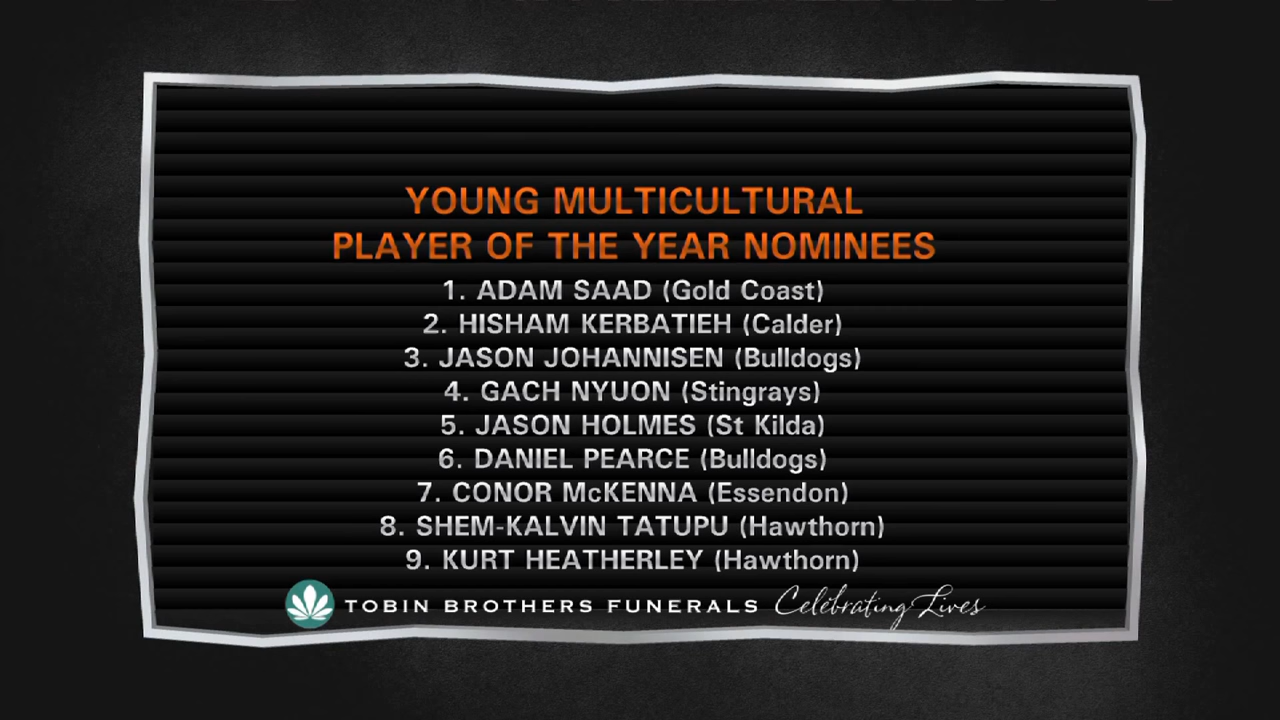 YOUNG MULTICULTURAL
PLAYER OF THE YEAR NOMINEES
1. ADAM SAAD (Gold Coast)
2. HISHAM KERBATIEH (Calder)
3. JASON JOHANNISEN (Bulldogs)
4. GACH NYUON (Stingrays)
5. JASON HOLMES (St Kilda)
6. DANIEL PEARCE (Bulldogs)
7. CONOR McKENNA (Essendon)
8. SHEM-KALVIN TATUPU (Hawthorn)
9. KURT HEATHERLEY (Hawthorn)
TOBIN BROTHERS FUNERALS Celebrating Lives